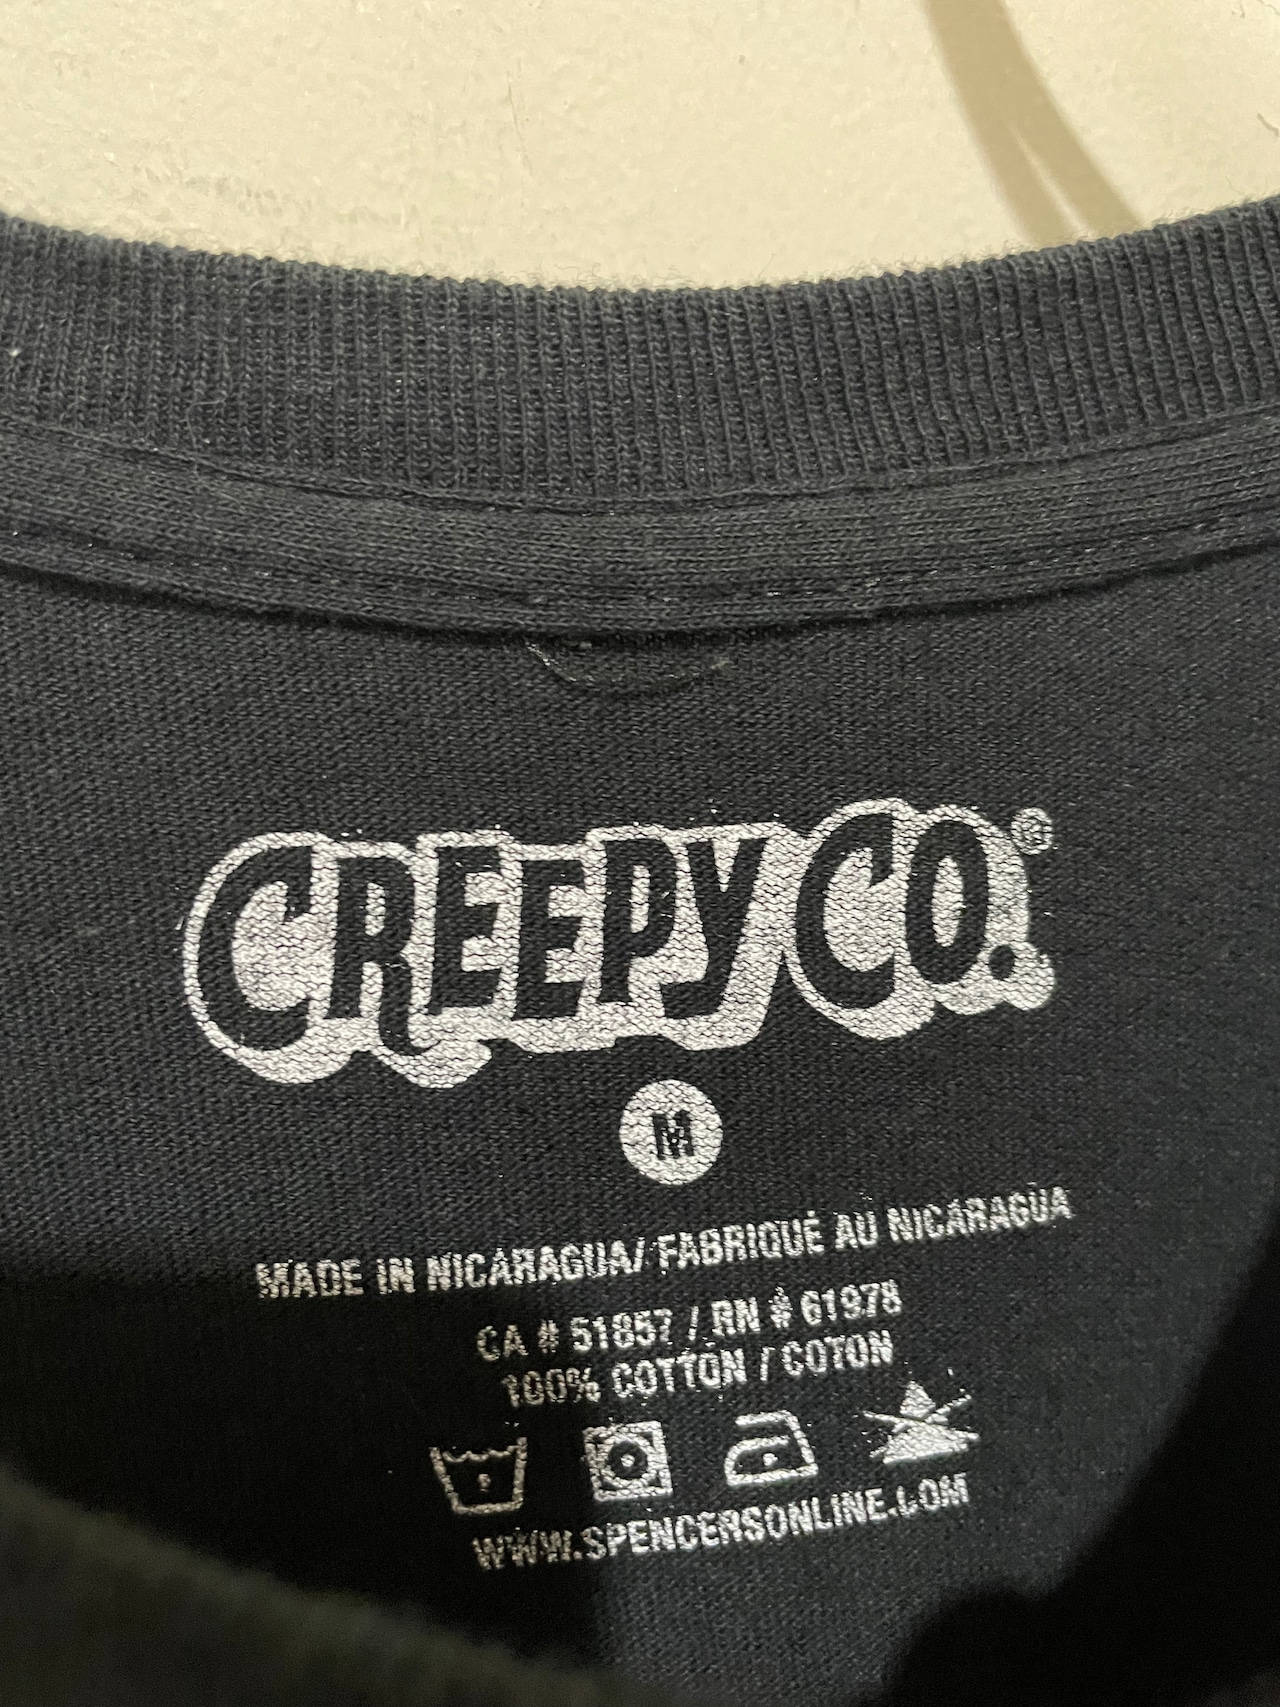 CREEPY CO.®
M
MADE IN NICARAGUA/ FABRIQUÉ AU NICARAGUA
CA # 51857 / RN # 61978
100% COTTON / COTON
WWW.SPENCERSONLINE.COM